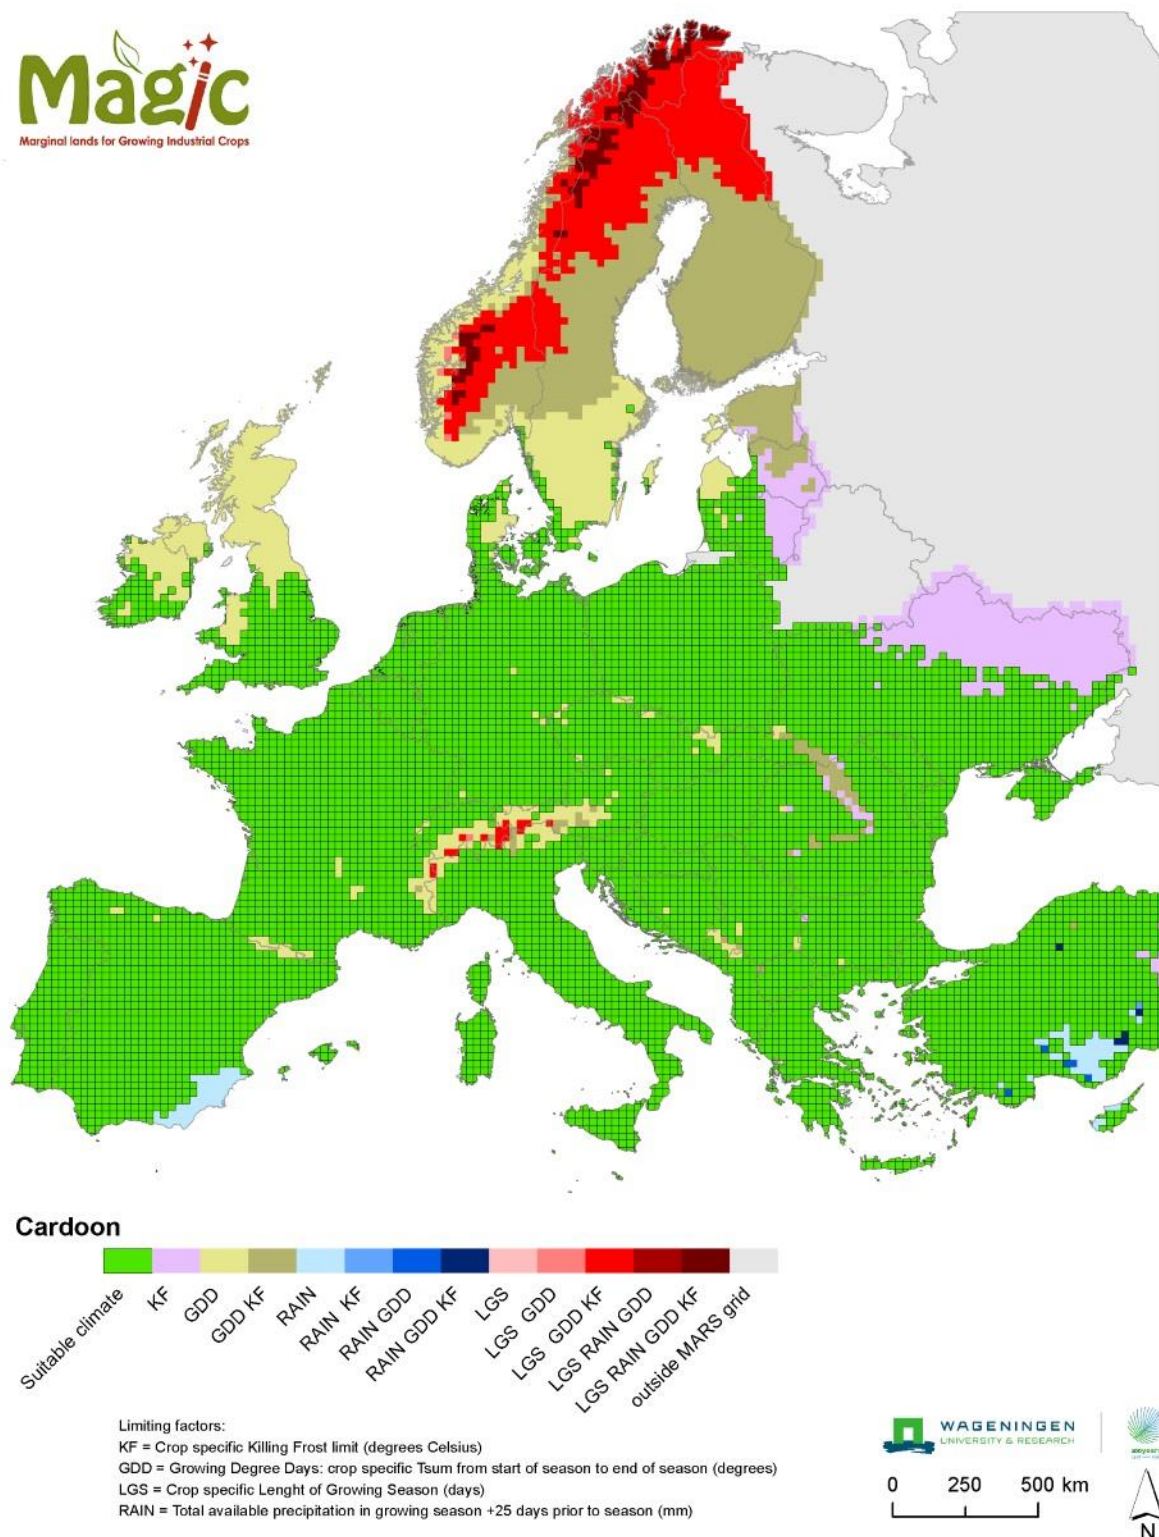 Magic
Marginal lands for Growing Industrial Crops
Cardoon
Suitable climate
KF
GDD
GDD KF
RAIN
RAIN KF
RAIN GDD
RAIN GDD KF
LGS
LGS GDD
LGS GDD KF
LGS RAIN GDD
LGS RAIN GDD KF
outside MARS grid
Limiting factors:
KF = Crop specific Killing Frost limit (degrees Celsius)
GDD = Growing Degree Days: crop specific Tsum from start of season to end of season (degrees)
LGS = Crop specific Lenght of Growing Season (days)
RAIN = Total available precipitation in growing season +25 days prior to season (mm)
WAGENINGEN
UNIVERSITY & RESEARCH
0 250 500 km
N